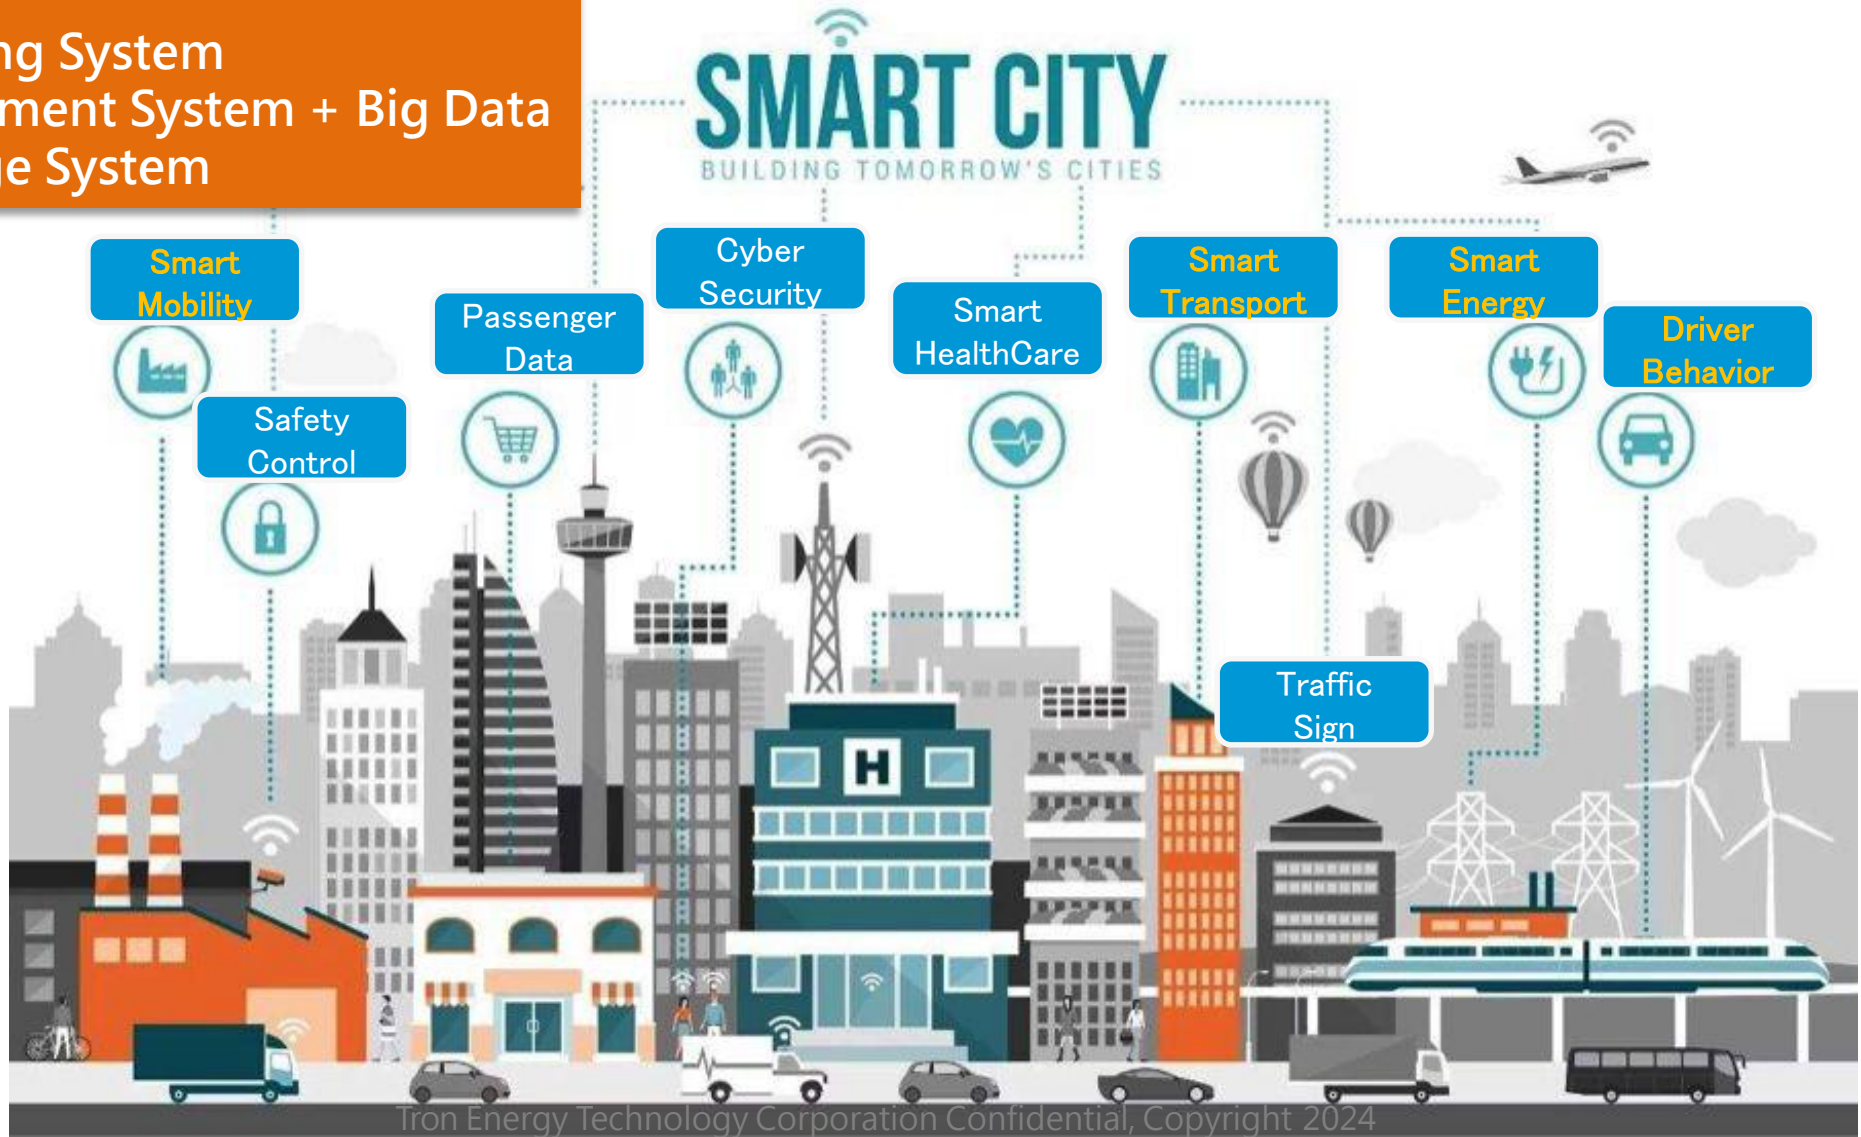 ng System
ment System + Big Data
ge System
SMART CITY
BUILDING TOMORROW'S CITIES
Smart
Mobility
Safety
Control
Passenger
Data
Cyber
Security
Smart
HealthCare
Smart
Transport
Smart
Energy
Driver
Behavior
Traffic
Sign
H
Tron Energy Technology Corporation Confidential, Copyright 2024